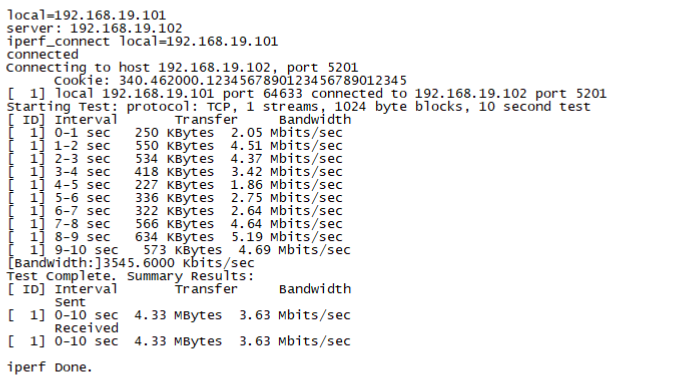 local=192.168.19.101
server: 192.168.19.102
iperf_connect local=192.168.19.101
connected
Connecting to host 192.168.19.102, port 5201
      Cookie: 340.462000.1234567890123456789012345
[  1] local 192.168.19.101 port 64633 connected to 192.168.19.102 port 5201
Starting Test: protocol: TCP, 1 streams, 1024 byte blocks, 10 second test
[ ID] Interval       Transfer     Bandwidth
[  1] 0-1 sec   250 KBytes  2.05 Mbits/sec
[  1] 1-2 sec   550 KBytes  4.51 Mbits/sec
[  1] 2-3 sec   534 KBytes  4.37 Mbits/sec
[  1] 3-4 sec   418 KBytes  3.42 Mbits/sec
[  1] 4-5 sec   227 KBytes  1.86 Mbits/sec
[  1] 5-6 sec   336 KBytes  2.75 Mbits/sec
[  1] 6-7 sec   322 KBytes  2.64 Mbits/sec
[  1] 7-8 sec   566 KBytes  4.64 Mbits/sec
[  1] 8-9 sec   634 KBytes  5.19 Mbits/sec
[  1] 9-10 sec   573 KBytes  4.69 Mbits/sec
[Bandwidth:]3545.6000 Kbits/sec
Test Complete. Summary Results:
[ ID] Interval       Transfer     Bandwidth
      Sent
[  1] 0-10 sec  4.33 MBytes  3.63 Mbits/sec
      Received
[  1] 0-10 sec  4.33 MBytes  3.63 Mbits/sec
iperf Done.